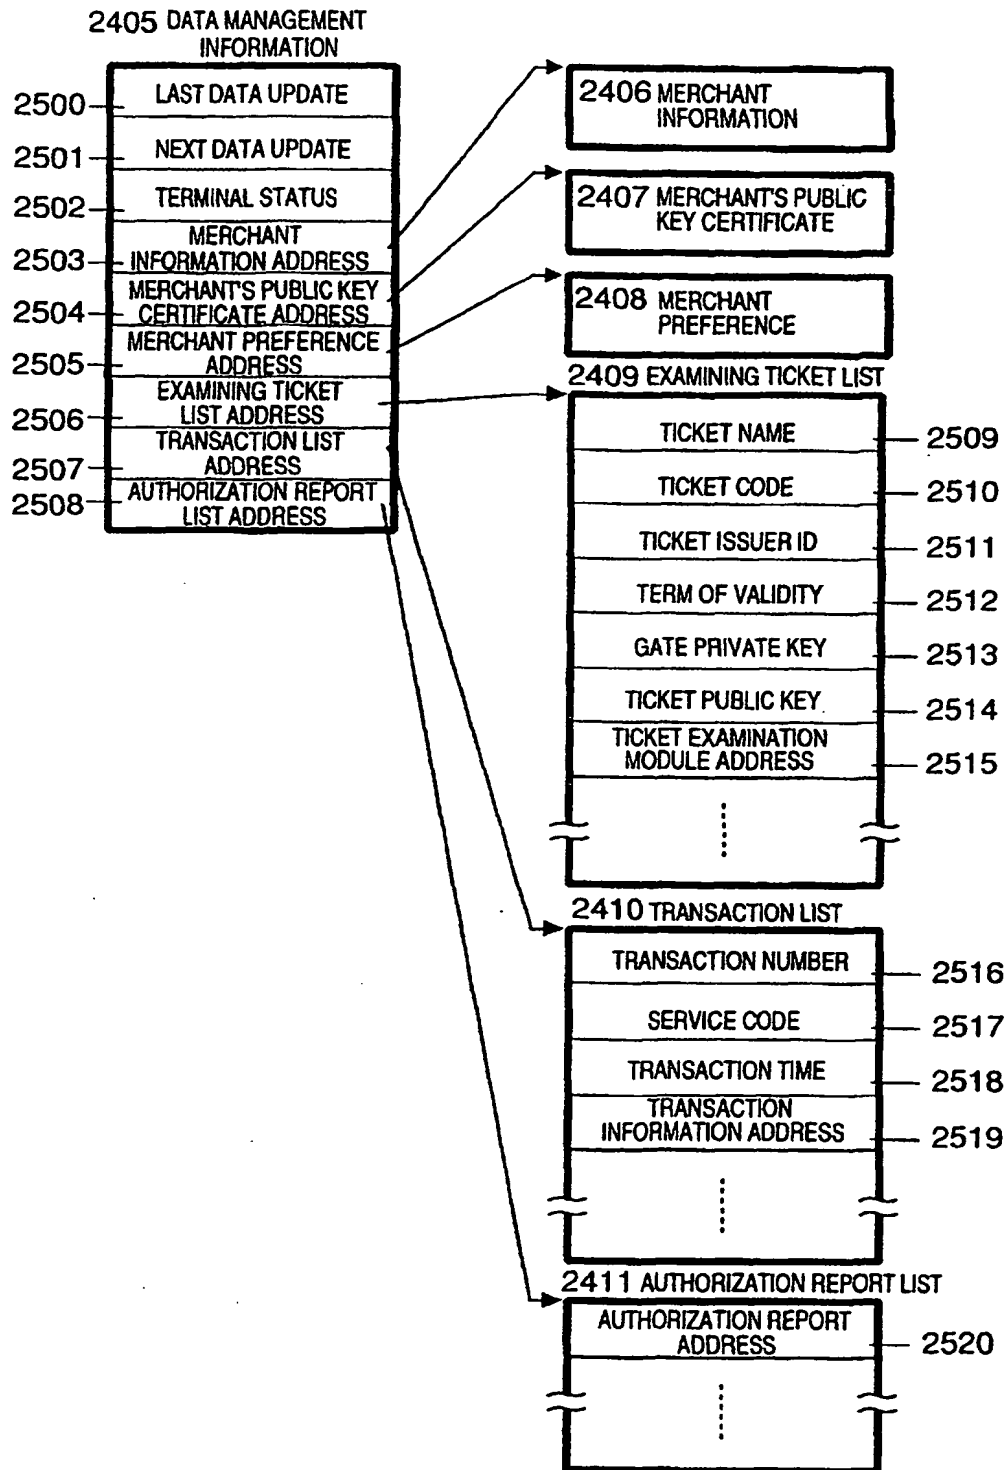 2405 DATA MANAGEMENT
INFORMATION
2500
LAST DATA UPDATE
2501
NEXT DATA UPDATE
2502
TERMINAL STATUS
2503
MERCHANT
INFORMATION ADDRESS
2504
MERCHANT'S PUBLIC KEY
CERTIFICATE ADDRESS
2505
MERCHANT PREFERENCE
ADDRESS
2506
EXAMINING TICKET
LIST ADDRESS
2507
TRANSACTION LIST
ADDRESS
2508
AUTHORIZATION REPORT
LIST ADDRESS
2406 MERCHANT
INFORMATION
2407 MERCHANT'S PUBLIC
KEY CERTIFICATE
2408 MERCHANT
PREFERENCE
2409 EXAMINING TICKET LIST
TICKET NAME
2509
TICKET CODE
2510
TICKET ISSUER ID
2511
TERM OF VALIDITY
2512
GATE PRIVATE KEY
2513
TICKET PUBLIC KEY
2514
TICKET EXAMINATION
MODULE ADDRESS
2515
2410 TRANSACTION LIST
TRANSACTION NUMBER
2516
SERVICE CODE
2517
TRANSACTION TIME
2518
TRANSACTION
INFORMATION ADDRESS
2519
2411 AUTHORIZATION REPORT LIST
AUTHORIZATION REPORT
ADDRESS
2520